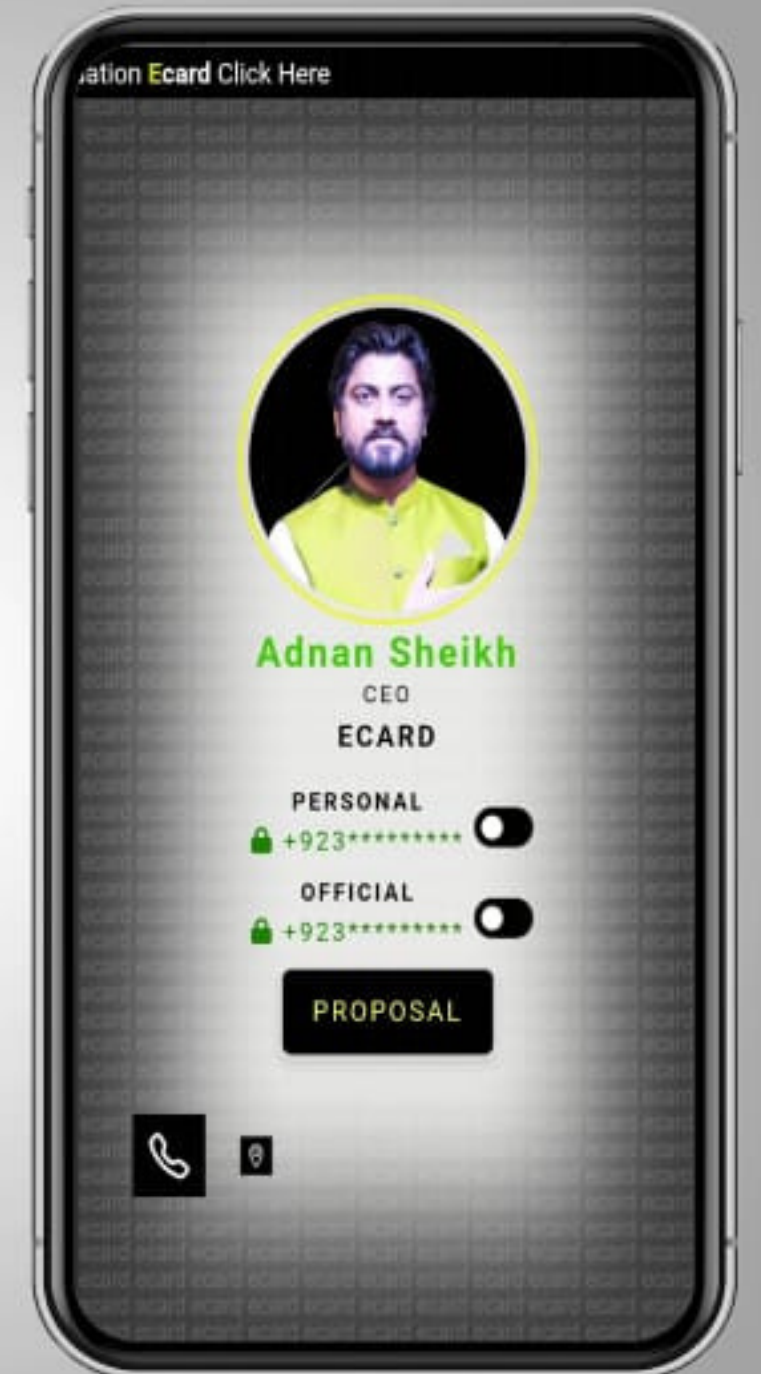 ation Ecard Click Here
Adnan Sheikh
CEO
ECARD
PERSONAL
+923*********
OFFICIAL
+923*********
PROPOSAL